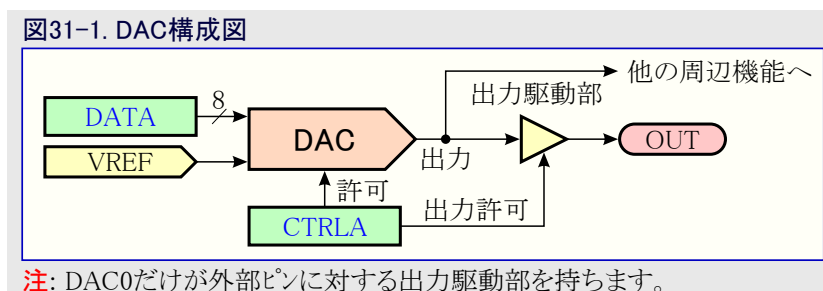 図31-1. DAC構成図
他の周辺機能へ
出力駆動部
8
DATA
DAC
VREF
出力
OUT
許可
出力許可
CTRLA
注: DAC0だけが外部ピンに対する出力駆動部を持ちます。